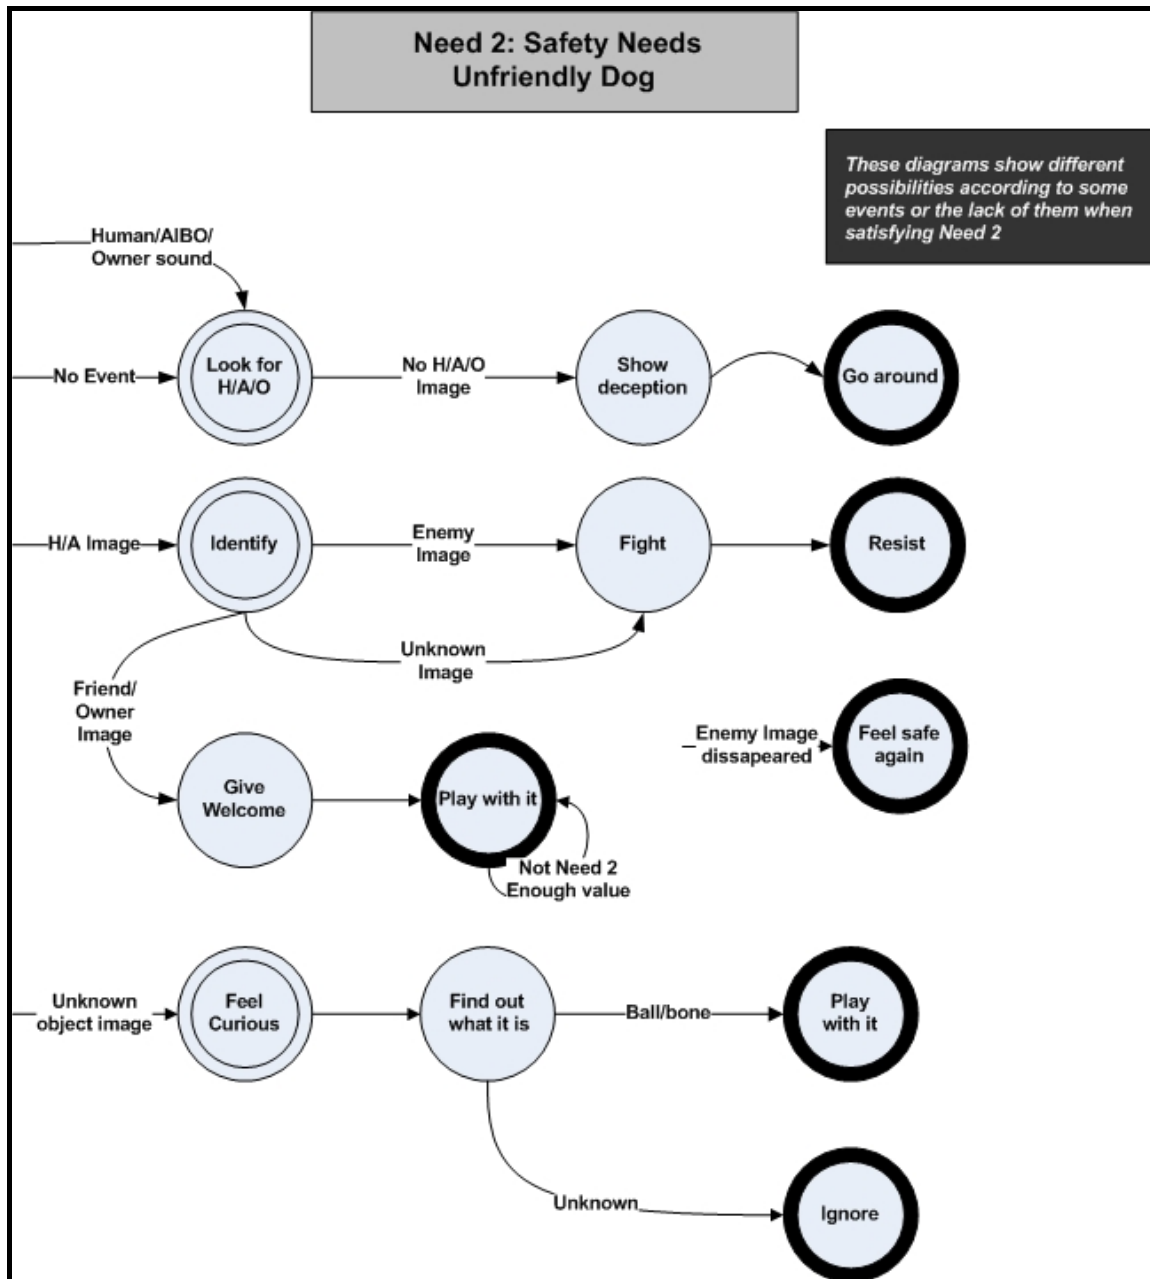 Need 2: Safety Needs
Unfriendly Dog
These diagrams show different
possibilities according to some
events or the lack of them when
satisfying Need 2
Human/AIBO/
Owner sound
No Event
Look for
H/A/O
No H/A/O
Image
Show
deception
Go around
H/A Image
Identify
Enemy
Image
Fight
Resist
Unknown
Image
Friend/
Owner
Image
Enemy Image
dissapeared
Feel safe
again
Give
Welcome
Play with it
Not Need 2
Enough value
Unknown
object image
Feel
Curious
Find out
what it is
Ball/bone
Play
with it
Unknown
Ignore